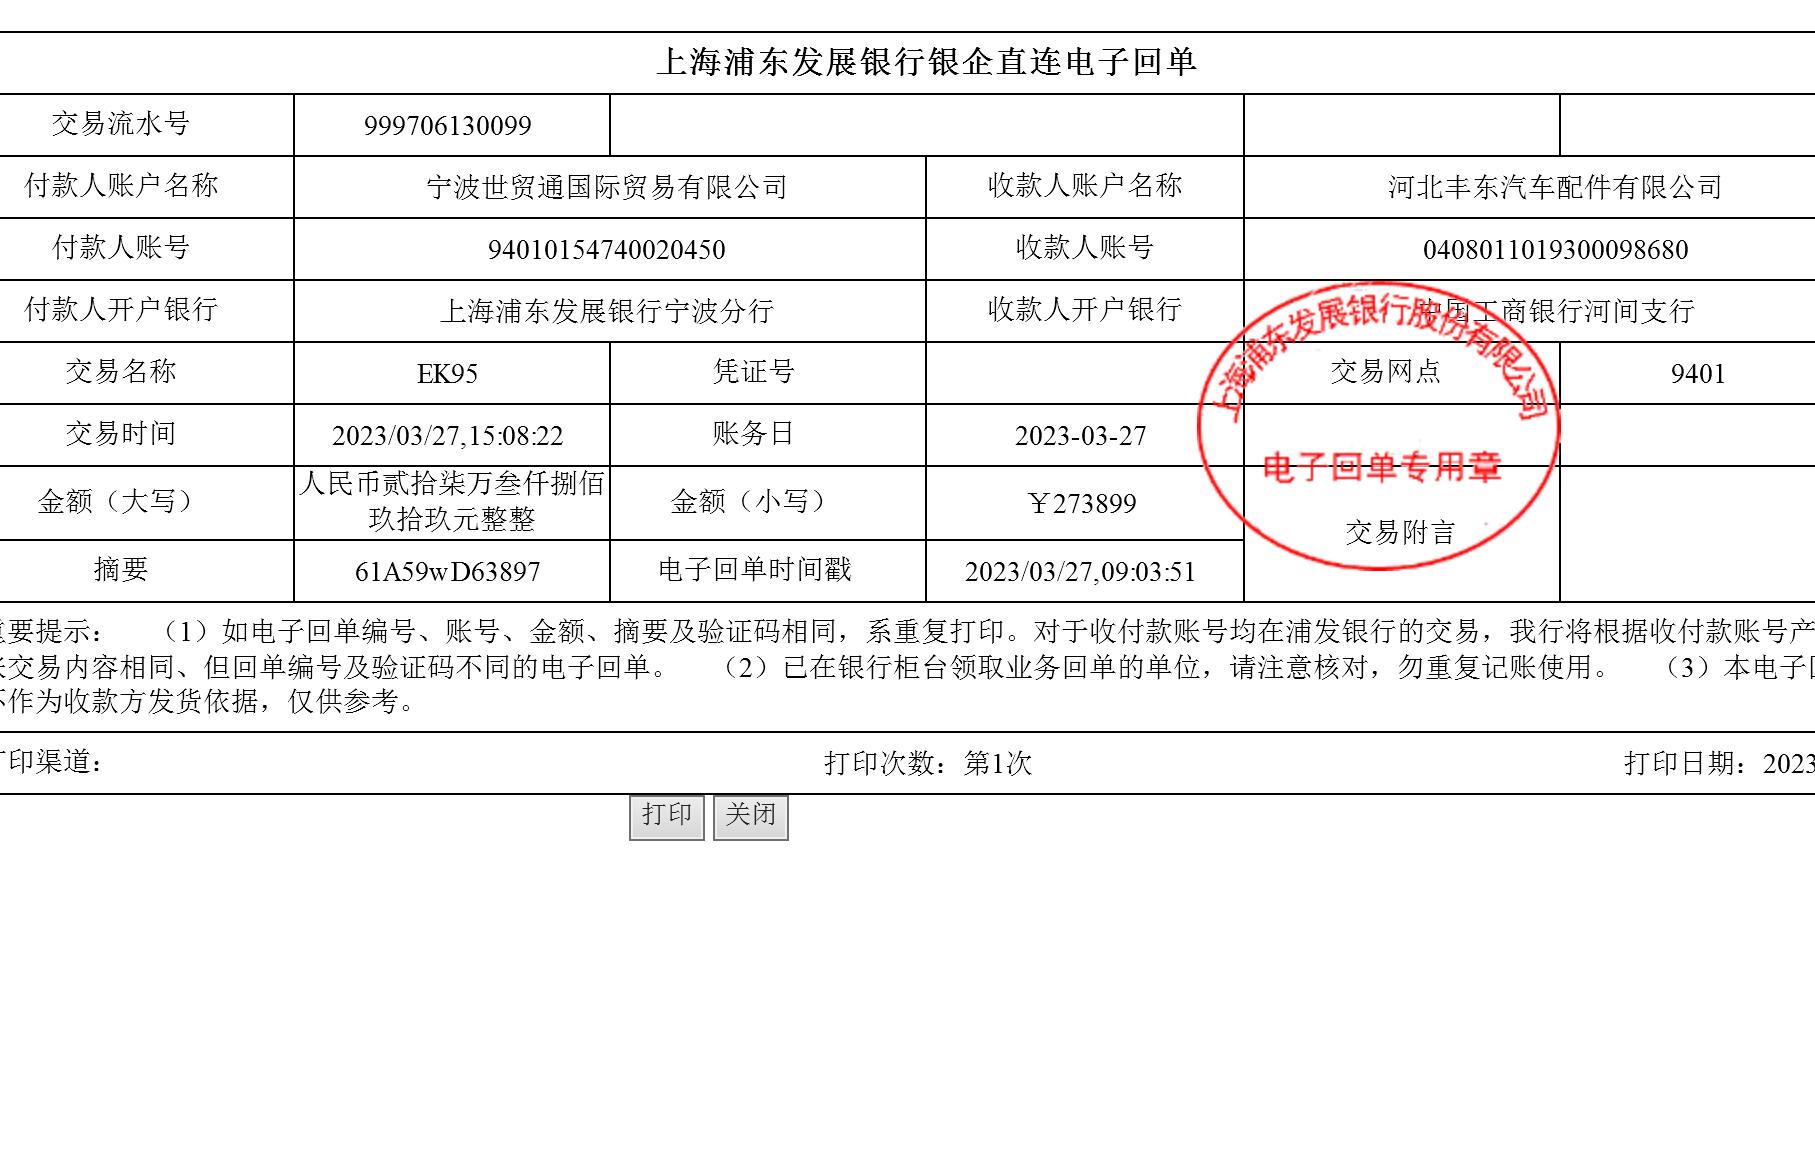 上海浦东发展银行银企直连电子回单
交易流水号 999706130099
付款人账户名称 宁波世贸通国际贸易有限公司 收款人账户名称 河北丰东汽车配件有限公司
付款人账号 94010154740020450 收款人账号 0408011019300098680
付款人开户银行 上海浦东发展银行宁波分行 收款人开户银行 中国工商银行河间支行
上海浦东发展银行股份有限公司
交易名称 EK95 凭证号 交易网点 9401
交易时间 2023/03/27,15:08:22 账务日 2023-03-27
电子回单专用章
金额（大写） 人民币贰拾柒万叁仟捌佰
玖拾玖元整整 金额（小写） ￥273899
交易附言
摘要 61A59wD63897 电子回单时间戳 2023/03/27,09:03:51
重要提示： （1）如电子回单编号、账号、金额、摘要及验证码相同，系重复打印。对于收付款账号均在浦发银行的交易，我行将根据收付款账号产
交易内容相同、但回单编号及验证码不同的电子回单。 （2）已在银行柜台领取业务回单的单位，请注意核对，勿重复记账使用。 （3）本电子回
不作为收款方发货依据，仅供参考。
打印渠道： 打印次数：第1次 打印日期：2023
打印 关闭